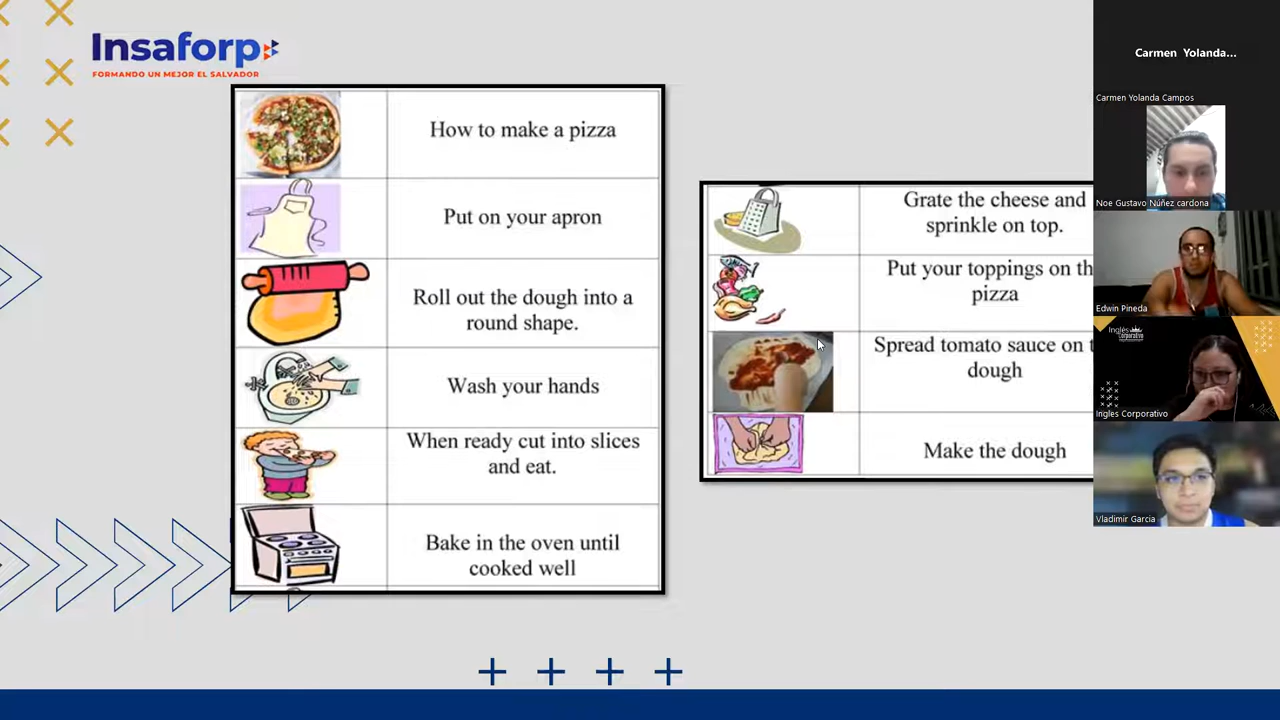 Insaforp
FORMANDO UN MEJOR EL SALVADOR
How to make a pizza
Put on your apron
Roll out the dough into a
round shape.
Wash your hands
When ready cut into slices
and eat.
Bake in the oven until
cooked well
Grate the cheese and
sprinkle on top.
Put your toppings on th
pizza
Spread tomato sauce on t
dough
Make the dough
Carmen Yolanda...
Carmen Yolanda Campos
Noe Gustavo Núñez cardona
Edwin Pineda
Inglés
Corporativo
Ingles Corporativo
Vladimir Garcia